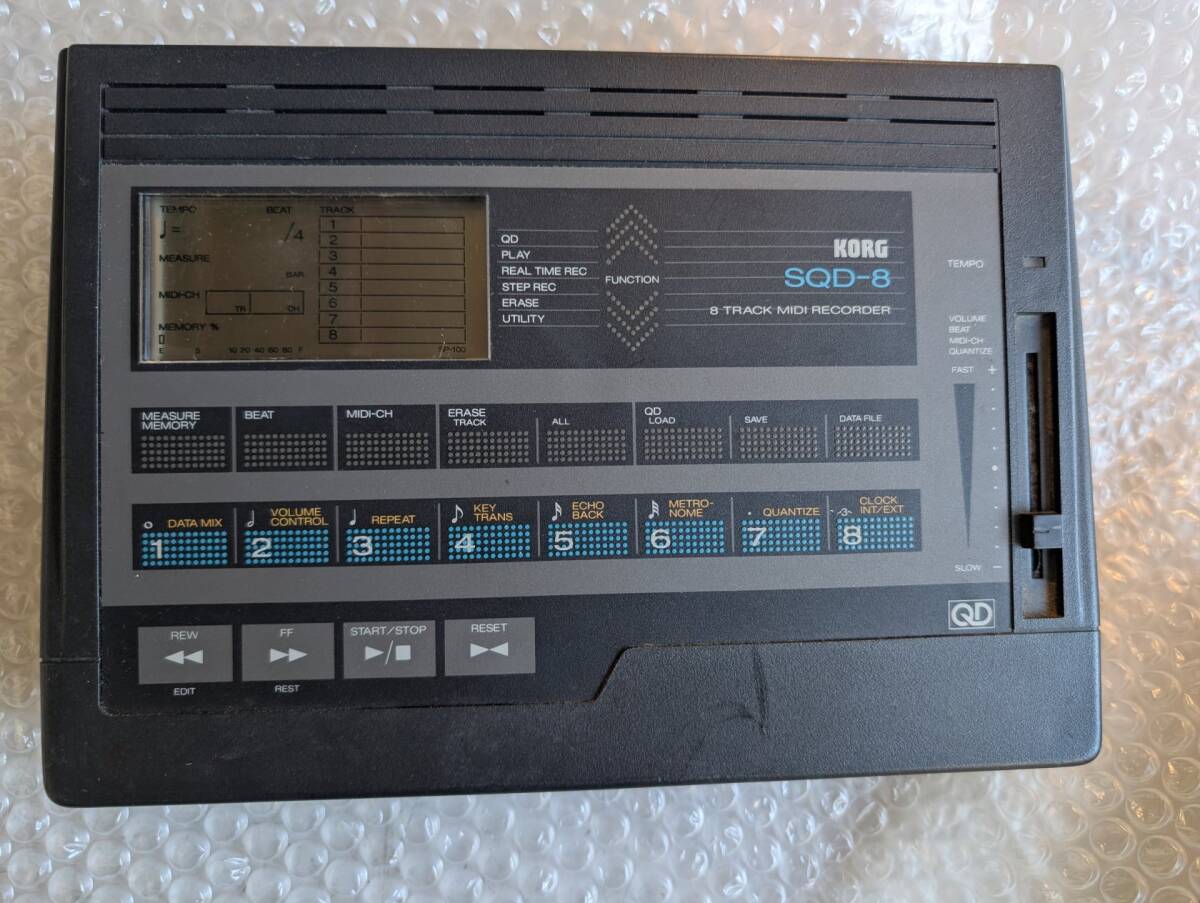 TEMPO BEAT TRACK
♩= /4
MEASURE
BAR
MIDI-CH
TR CH
MEMORY %
E 5 10 20 40 60 80 F
1
2
3
4
5
6
7
8
SP-100
QD
PLAY
REAL TIME REC
STEP REC
ERASE
UTILITY
FUNCTION
KORG
SQD-8
8 TRACK MIDI RECORDER
TEMPO
VOLUME
BEAT
MIDI-CH
QUANTIZE
FAST +
SLOW −
MEASURE
MEMORY
BEAT
MIDI-CH
ERASE
TRACK
ALL
QD
LOAD
SAVE
DATA FILE
DATA MIX
1
VOLUME
CONTROL
2
REPEAT
3
KEY
TRANS
4
ECHO
BACK
5
METRO-
NOME
6
QUANTIZE
7
-3-
CLOCK
INT/EXT
8
QD
REW
EDIT
FF
REST
START/STOP
RESET